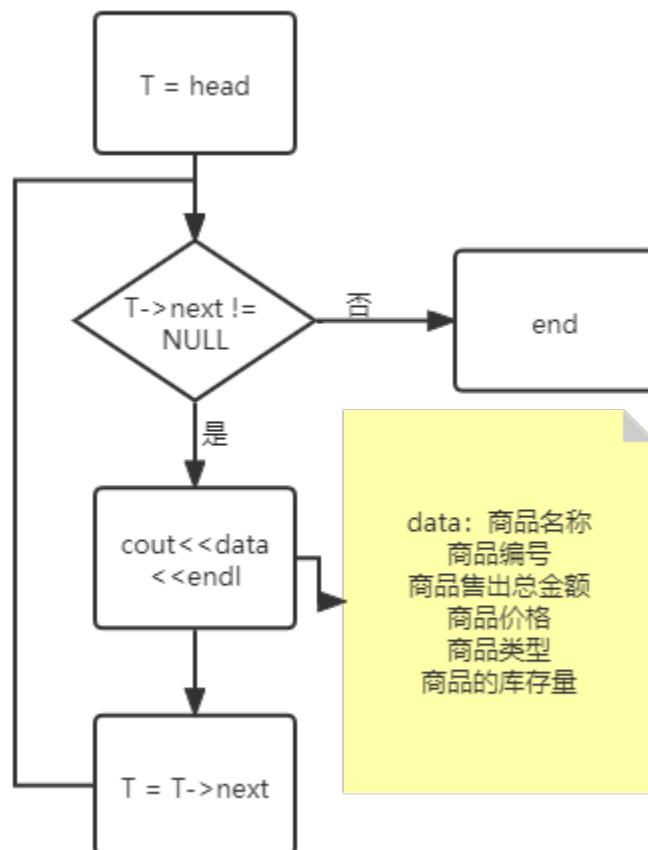 T = head
T->next !=
NULL
否
end
是
cout<<data
<<endl
data：商品名称
商品编号
商品售出总金额
商品价格
商品类型
商品的库存量
T = T->next